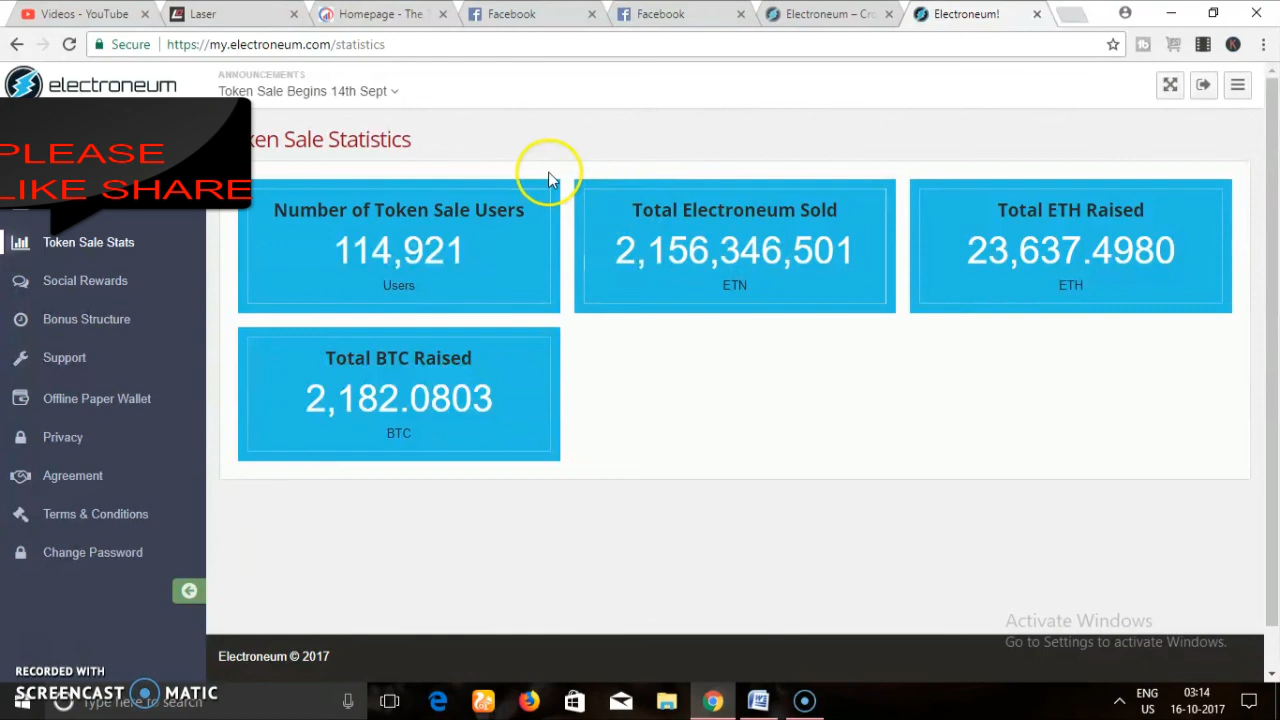 Videos - YouTube
Laser
Homepage - The
Facebook
Facebook
Electroneum – Cro
Electroneum!
Secure
https://my.electroneum.com/statistics
electroneum
ANNOUNCEMENTS
Token Sale Begins 14th Sept
PLEASE
LIKE SHARE
ken Sale Statistics
Number of Token Sale Users
114,921
Users
Total Electroneum Sold
2,156,346,501
ETN
Total ETH Raised
23,637.4980
ETH
Total BTC Raised
2,182.0803
BTC
Token Sale Stats
Social Rewards
Bonus Structure
Support
Offline Paper Wallet
Privacy
Agreement
Terms & Conditions
Change Password
Activate Windows
Go to Settings to activate Windows.
Electroneum © 2017
RECORDED WITH
SCREENCAST MATIC
Type here to search
ENG
US
03:14
16-10-2017